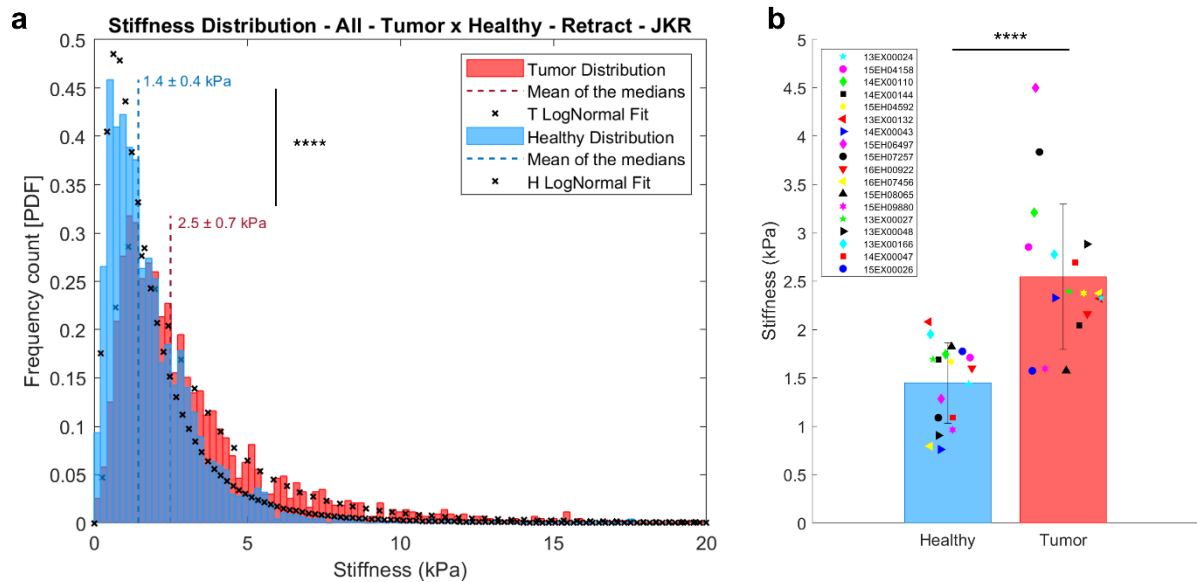 a
Stiffness Distribution - All - Tumor x Healthy - Retract - JKR
Frequency count [PDF]
0.5
0.45
0.4
0.35
0.3
0.25
0.2
0.15
0.1
0.05
0
1.4 ± 0.4 kPa
2.5 ± 0.7 kPa
****
Tumor Distribution
Mean of the medians
T LogNormal Fit
Healthy Distribution
Mean of the medians
H LogNormal Fit
0 5 10 15 20
Stiffness (kPa)
b
****
Stiffness (kPa)
5
4.5
4
3.5
3
2.5
2
1.5
1
0.5
0
13EX00024
15EH04158
14EX00110
14EX00144
15EH04592
13EX00132
14EX00043
15EH06497
15EH07257
16EH00922
16EH07456
15EH08065
15EH09880
13EX00027
13EX00048
13EX00166
14EX00047
15EX00026
Healthy Tumor